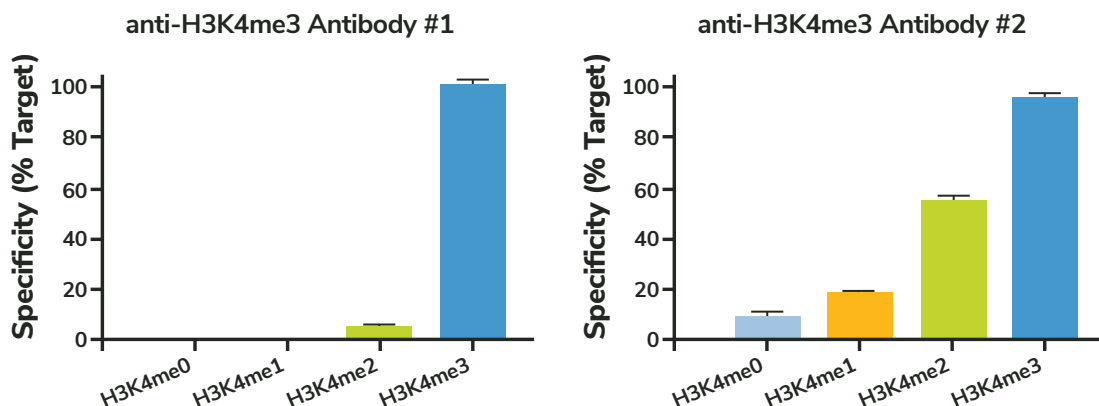 anti-H3K4me3 Antibody #1
Specificity (% Target)
100
80
60
40
20
0
H3K4me0
H3K4me1
H3K4me2
H3K4me3
anti-H3K4me3 Antibody #2
Specificity (% Target)
100
80
60
40
20
0
H3K4me0
H3K4me1
H3K4me2
H3K4me3